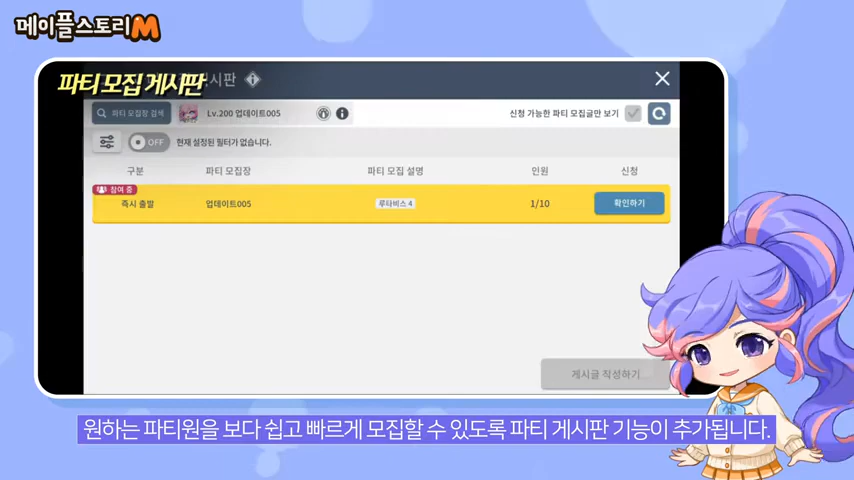 메이플스토리M
파티 모집 게시판
시판
파티 모집장 검색
Lv.200 업데이트005
신청 가능한 파티 모집글만 보기
OFF
현재 설정된 필터가 없습니다.
구분 파티 모집장 파티 모집 설명 인원 신청
참여 중
즉시 출발 업데이트005 루타비스 4 1/10 확인하기
게시글 작성하기
원하는 파티원을 보다 쉽고 빠르게 모집할 수 있도록 파티 게시판 기능이 추가됩니다.